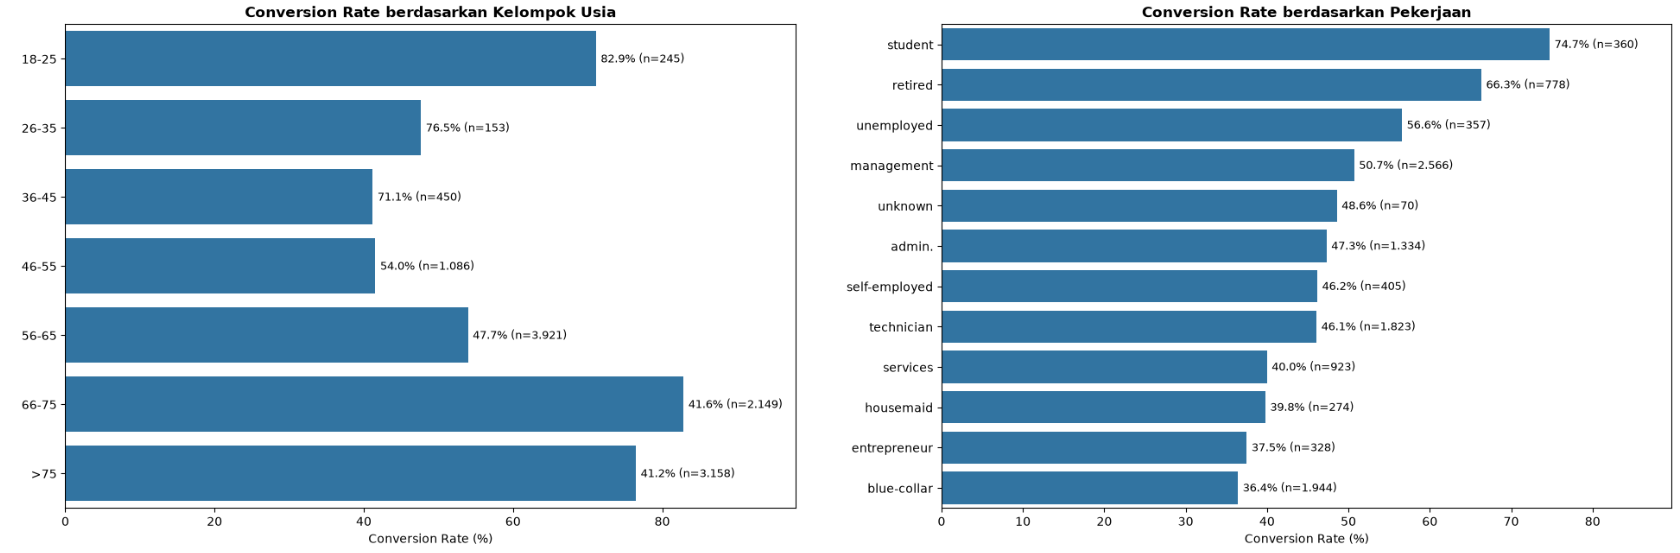 Conversion Rate berdasarkan Kelompok Usia
18-25 82.9% (n=245)
26-35 76.5% (n=153)
36-45 71.1% (n=450)
46-55 54.0% (n=1.086)
56-65 47.7% (n=3.921)
66-75 41.6% (n=2.149)
>75 41.2% (n=3.158)
0 20 40 60 80
Conversion Rate (%)
Conversion Rate berdasarkan Pekerjaan
student 74.7% (n=360)
retired 66.3% (n=778)
unemployed 56.6% (n=357)
management 50.7% (n=2.566)
unknown 48.6% (n=70)
admin. 47.3% (n=1.334)
self-employed 46.2% (n=405)
technician 46.1% (n=1.823)
services 40.0% (n=923)
housemaid 39.8% (n=274)
entrepreneur 37.5% (n=328)
blue-collar 36.4% (n=1.944)
0 10 20 30 40 50 60 70 80
Conversion Rate (%)